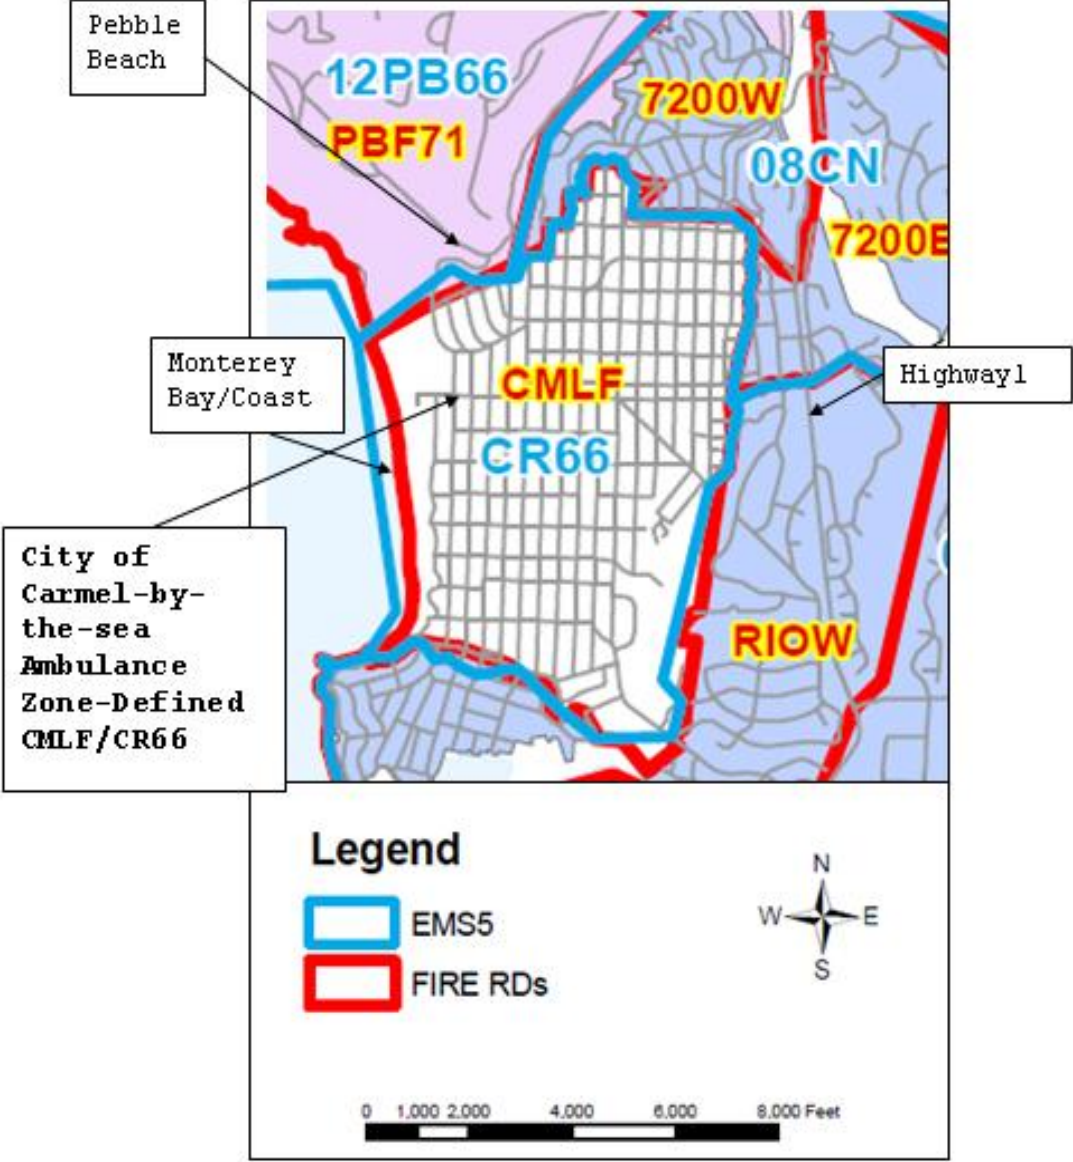 Pebble
Beach
12PB66
PBF71
7200W
08CN
7200E
Monterey
Bay/Coast
CMLF
CR66
Highway1
City of
Carmel-by-
the-sea
Ambulance
Zone-Defined
CMLF/CR66
RIOW
Legend
EMS5
FIRE RDs
N
W E
S
0 1,000 2,000 4,000 6,000 8,000 Feet